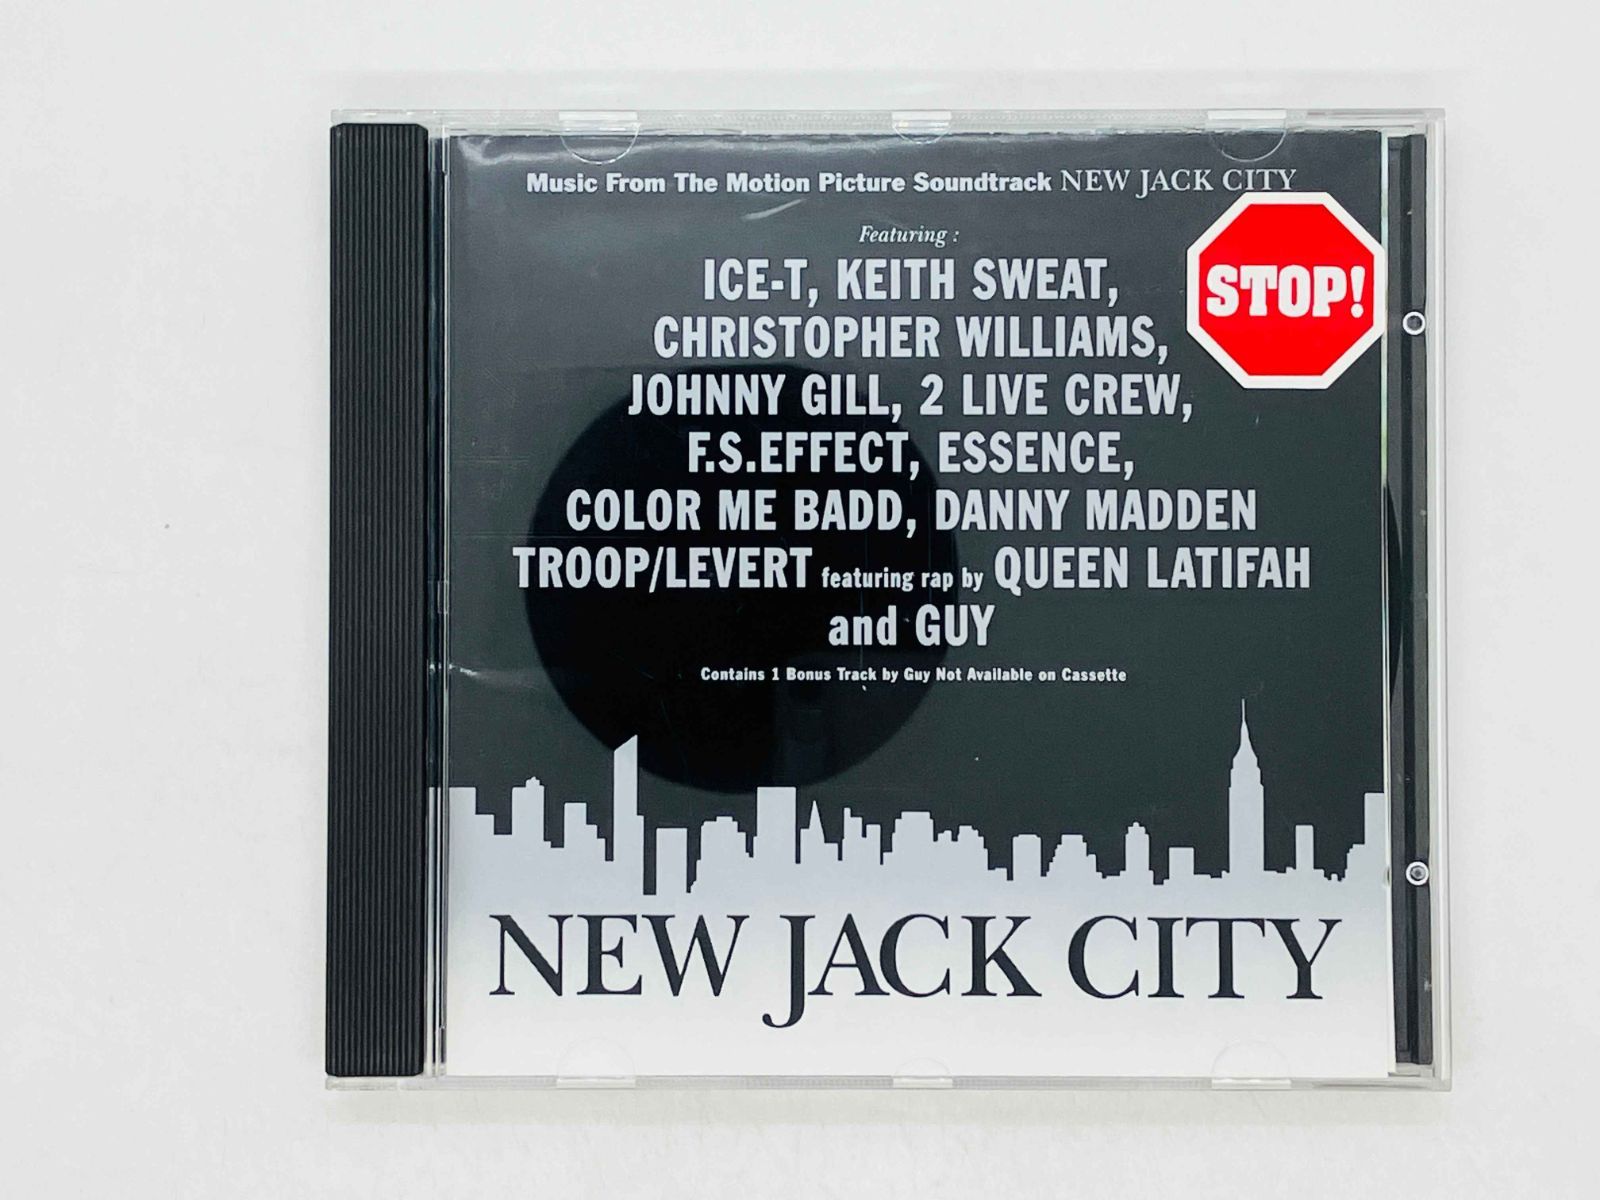 Music From The Motion Picture Soundtrack NEW JACK CITY
Featuring :
ICE-T, KEITH SWEAT,
STOP!
CHRISTOPHER WILLIAMS,
JOHNNY GILL, 2 LIVE CREW,
F.S.EFFECT, ESSENCE,
COLOR ME BADD, DANNY MADDEN
TROOP/LEVERT featuring rap by QUEEN LATIFAH
and GUY
Contains 1 Bonus Track by Guy Not Available on Cassette
NEW JACK CITY